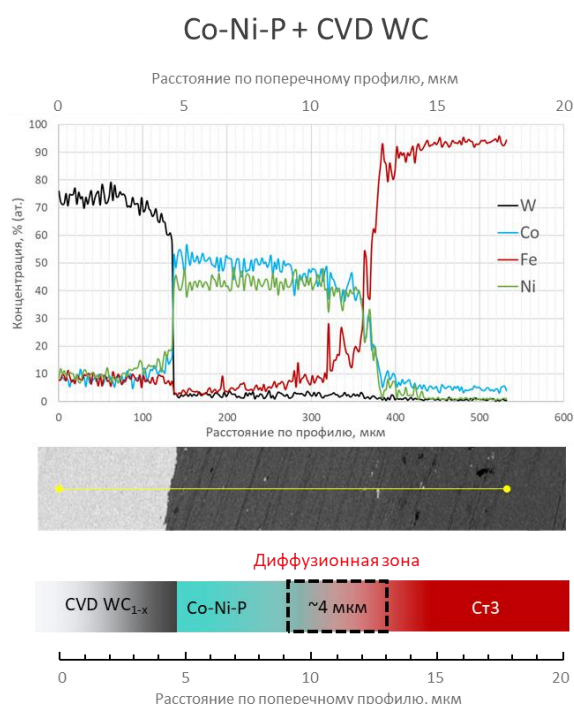 Co-Ni-P + CVD WC
Расстояние по поперечному профилю, мкм
0 5 10 15 20
100
90
80
70
60
50
40
30
20
10
0
Концентрация, % (ат.)
W
Co
Fe
Ni
0 100 200 300 400 500 600
Расстояние по профилю, мкм
Диффузионная зона
CVD WC1-x Co-Ni-P ~4 мкм Ст3
0 5 10 15 20
Расстояние по поперечному профилю, мкм